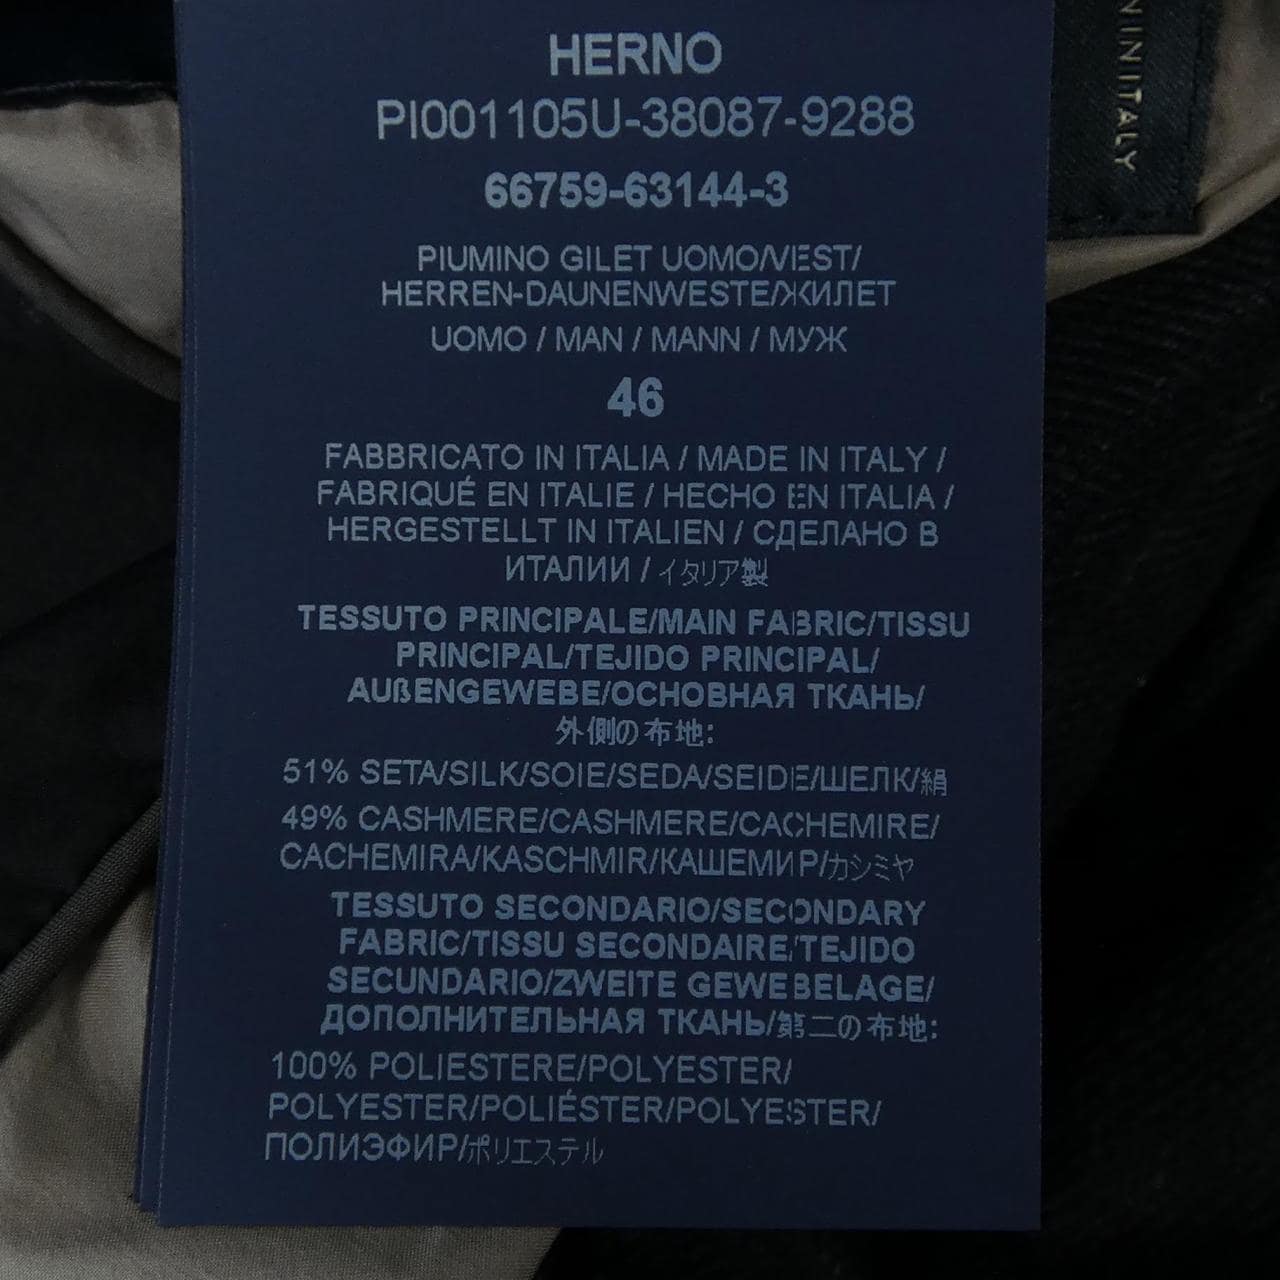 HERNO
PI001105U-38087-9288
66759-63144-3
PIUMINO GILET UOMO/VEST/
HERREN-DAUNENWESTE/ЖИЛЕТ
UOMO / MAN / MANN / МУЖ
46
FABBRICATO IN ITALIA / MADE IN ITALY /
FABRIQUÉ EN ITALIE / HECHO EN ITALIA /
HERGESTELLT IN ITALIEN / СДЕЛАНО В
ИТАЛИИ / イタリア製
TESSUTO PRINCIPALE/MAIN FABRIC/TISSU
PRINCIPAL/TEJIDO PRINCIPAL/
AUßENGEWEBE/ОСНОВНАЯ ТКАНЬ/
外側の布地:
51% SETA/SILK/SOIE/SEDA/SEIDE/ШЕЛК/絹
49% CASHMERE/CASHMERE/CACHEMIRE/
CACHEMIRA/KASCHMIR/КАШЕМИР/カシミヤ
TESSUTO SECONDARIO/SECONDARY
FABRIC/TISSU SECONDAIRE/TEJIDO
SECUNDARIO/ZWEITE GEWEBELAGE/
ДОПОЛНИТЕЛЬНАЯ ТКАНЬ/第二の布地:
100% POLIESTERE/POLYESTER/
POLYESTER/POLIÉSTER/POLYESTER/
ПОЛИЭФИР/ポリエステル
ITALY